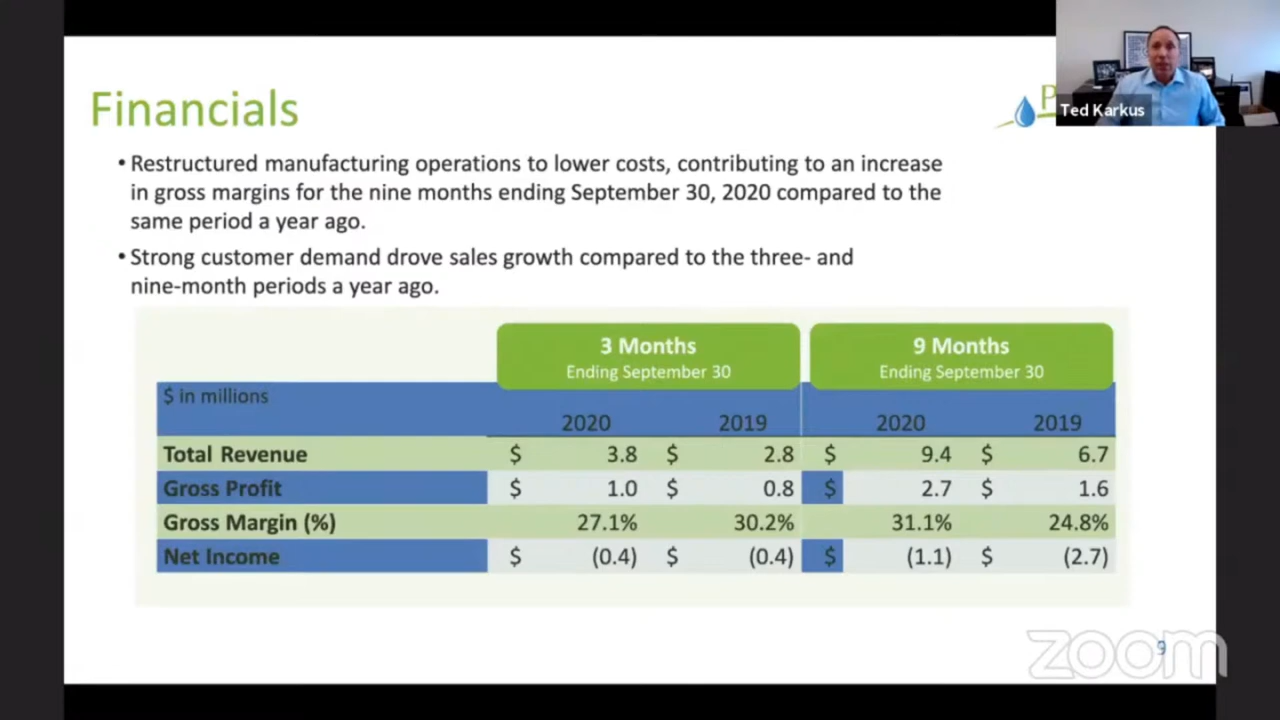 Financials
P
Ted Karkus
• Restructured manufacturing operations to lower costs, contributing to an increase
in gross margins for the nine months ending September 30, 2020 compared to the
same period a year ago.
• Strong customer demand drove sales growth compared to the three- and
nine-month periods a year ago.
3 Months 9 Months
Ending September 30 Ending September 30
$ in millions
2020 2019 2020 2019
Total Revenue $ 3.8 $ 2.8 $ 9.4 $ 6.7
Gross Profit $ 1.0 $ 0.8 $ 2.7 $ 1.6
Gross Margin (%) 27.1% 30.2% 31.1% 24.8%
Net Income $ (0.4) $ (0.4) $ (1.1) $ (2.7)
zoom
9